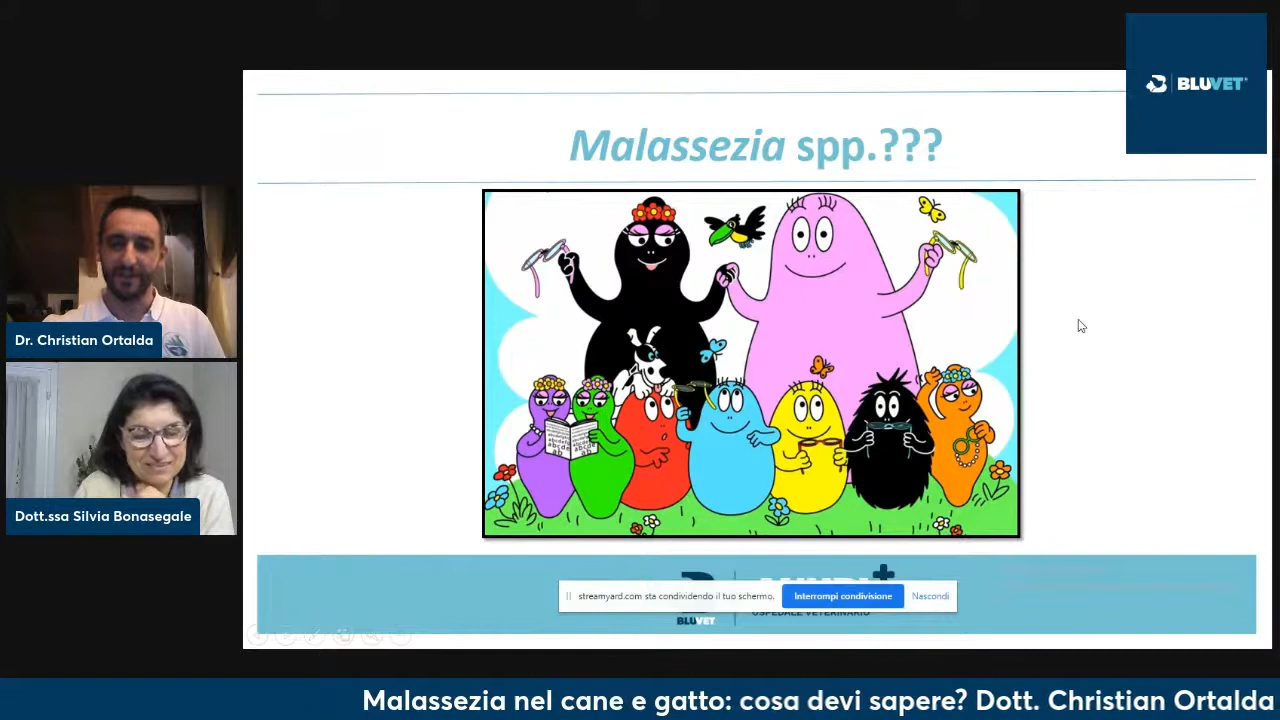 BLUVET
Malassezia spp.???
Dr. Christian Ortalda
Dott.ssa Silvia Bonasegale
streamyard.com sta condividendo il tuo schermo.
Interrompi condivisione
Nascondi
BLUVET
OSPEDALE VETERINARIO
Malassezia nel cane e gatto: cosa devi sapere? Dott. Christian Ortalda